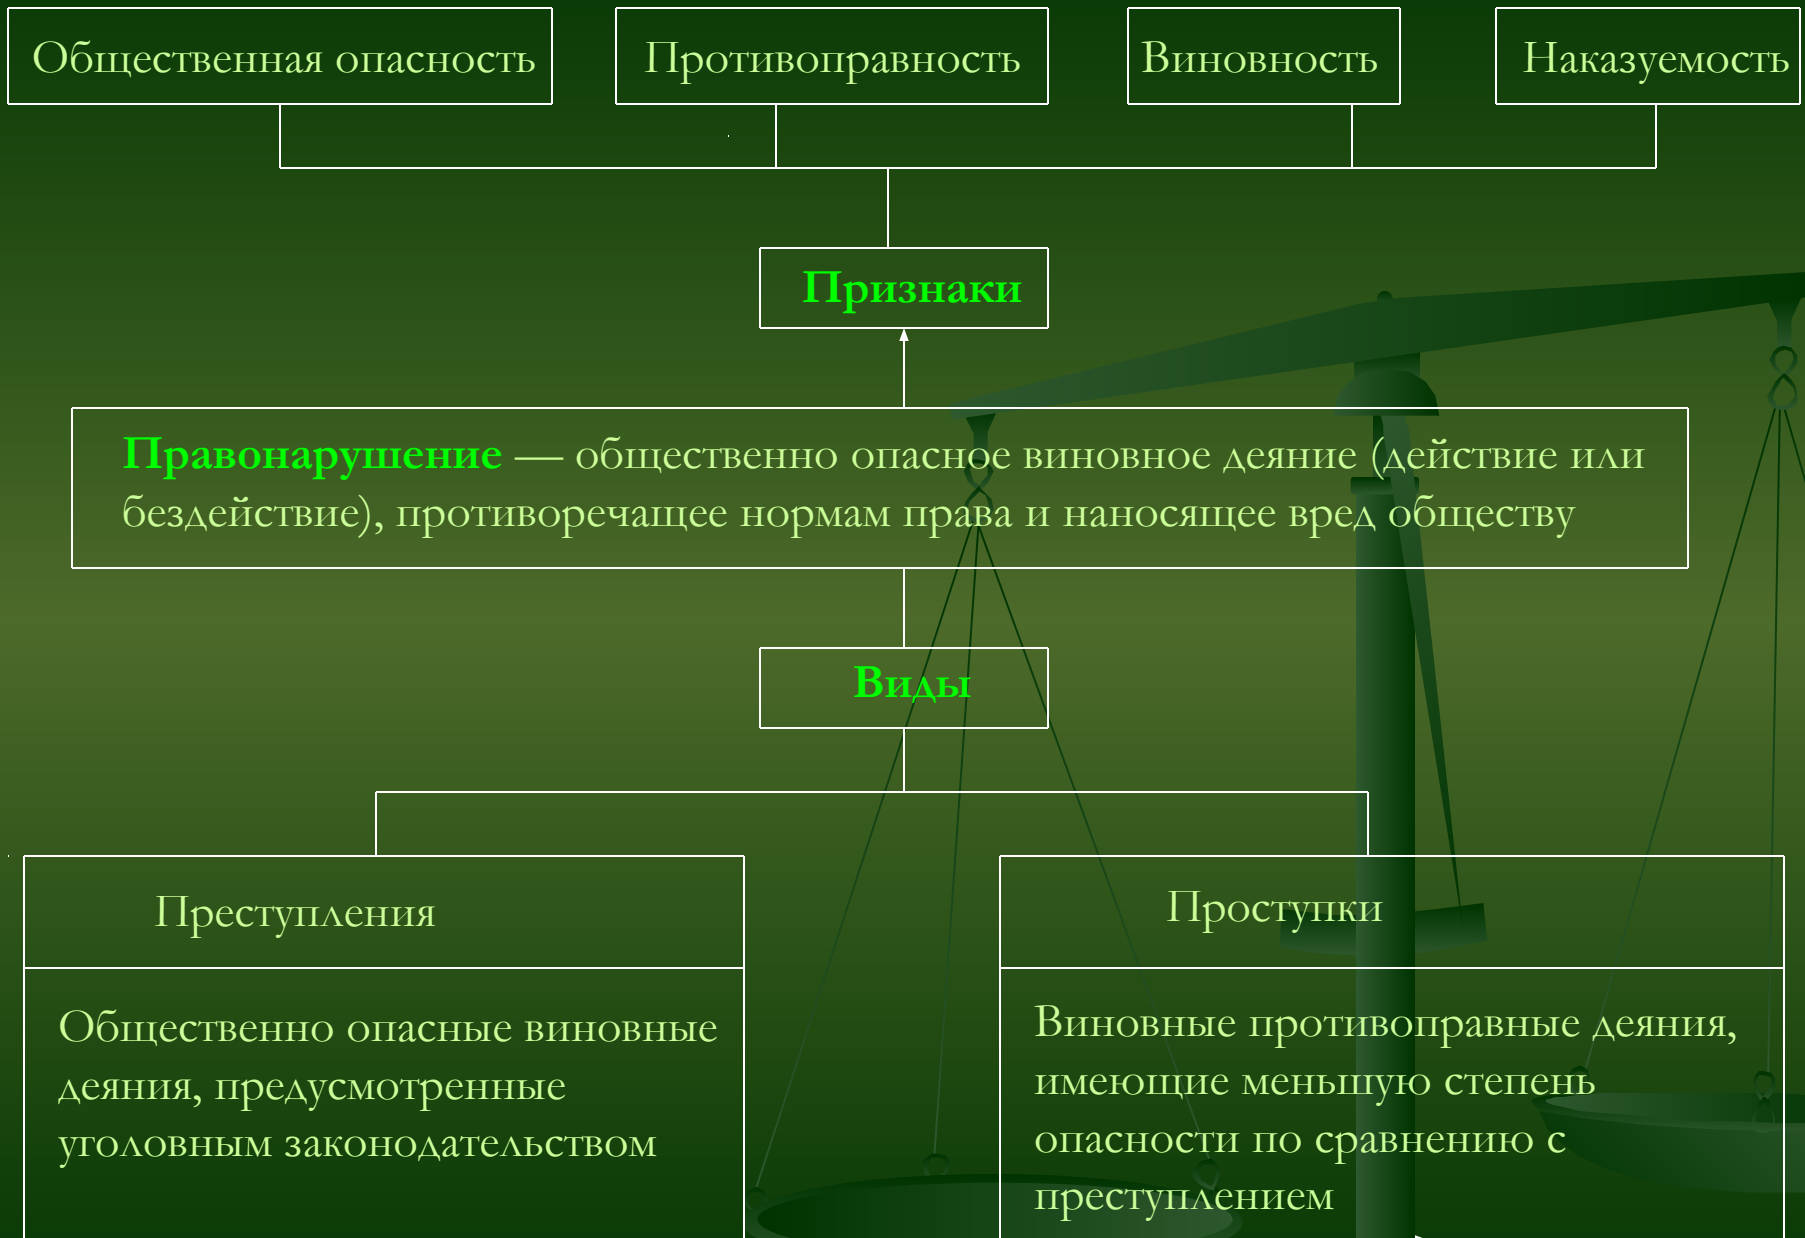 Общественная опасность
Противоправность
Виновность
Наказуемость
Признаки
Правонарушение — общественно опасное виновное деяние (действие или
бездействие), противоречащее нормам права и наносящее вред обществу
Виды
Преступления
Общественно опасные виновные
деяния, предусмотренные
уголовным законодательством
Проступки
Виновные противоправные деяния,
имеющие меньшую степень
опасности по сравнению с
преступлением